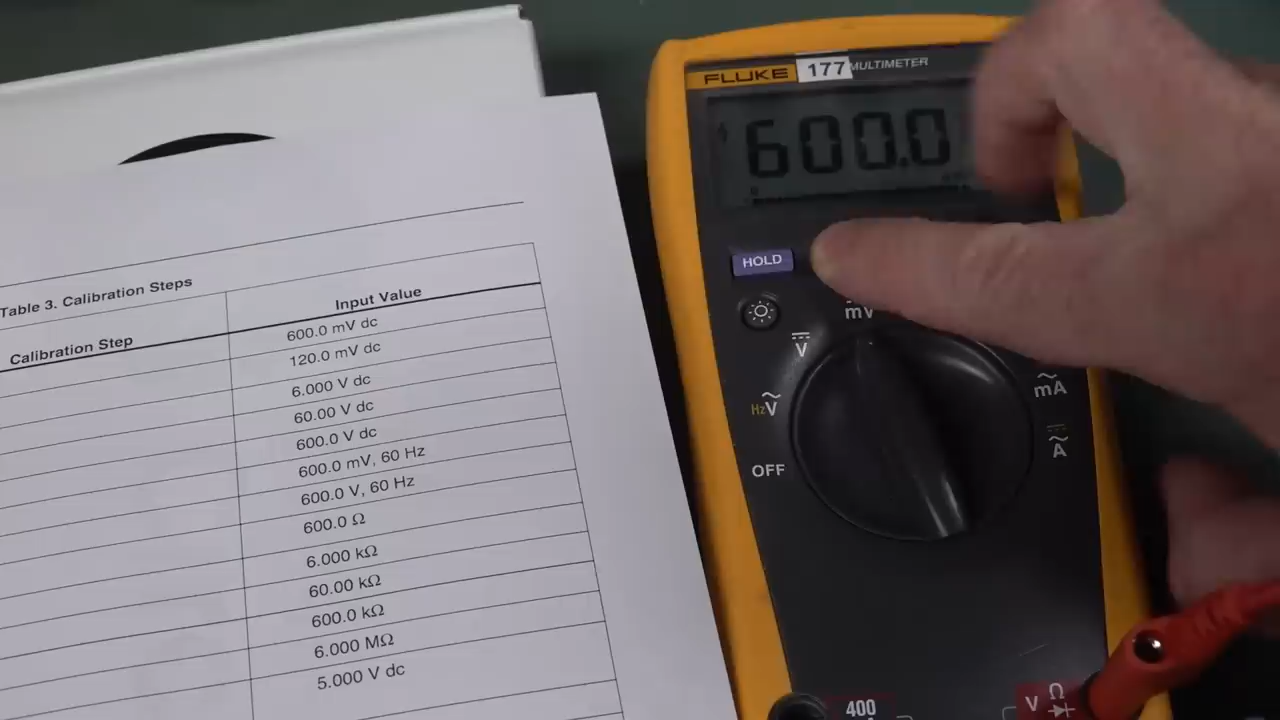 Table 3. Calibration Steps
Calibration Step
Input Value
600.0 mV dc
120.0 mV dc
6.000 V dc
60.00 V dc
600.0 V dc
600.0 mV, 60 Hz
600.0 V, 60 Hz
600.0 Ω
6.000 kΩ
60.00 kΩ
600.0 kΩ
6.000 MΩ
5.000 V dc
FLUKE 177 MULTIMETER
600.0
HOLD
mV
V
Hz V
OFF
mA
A
400
V Ω